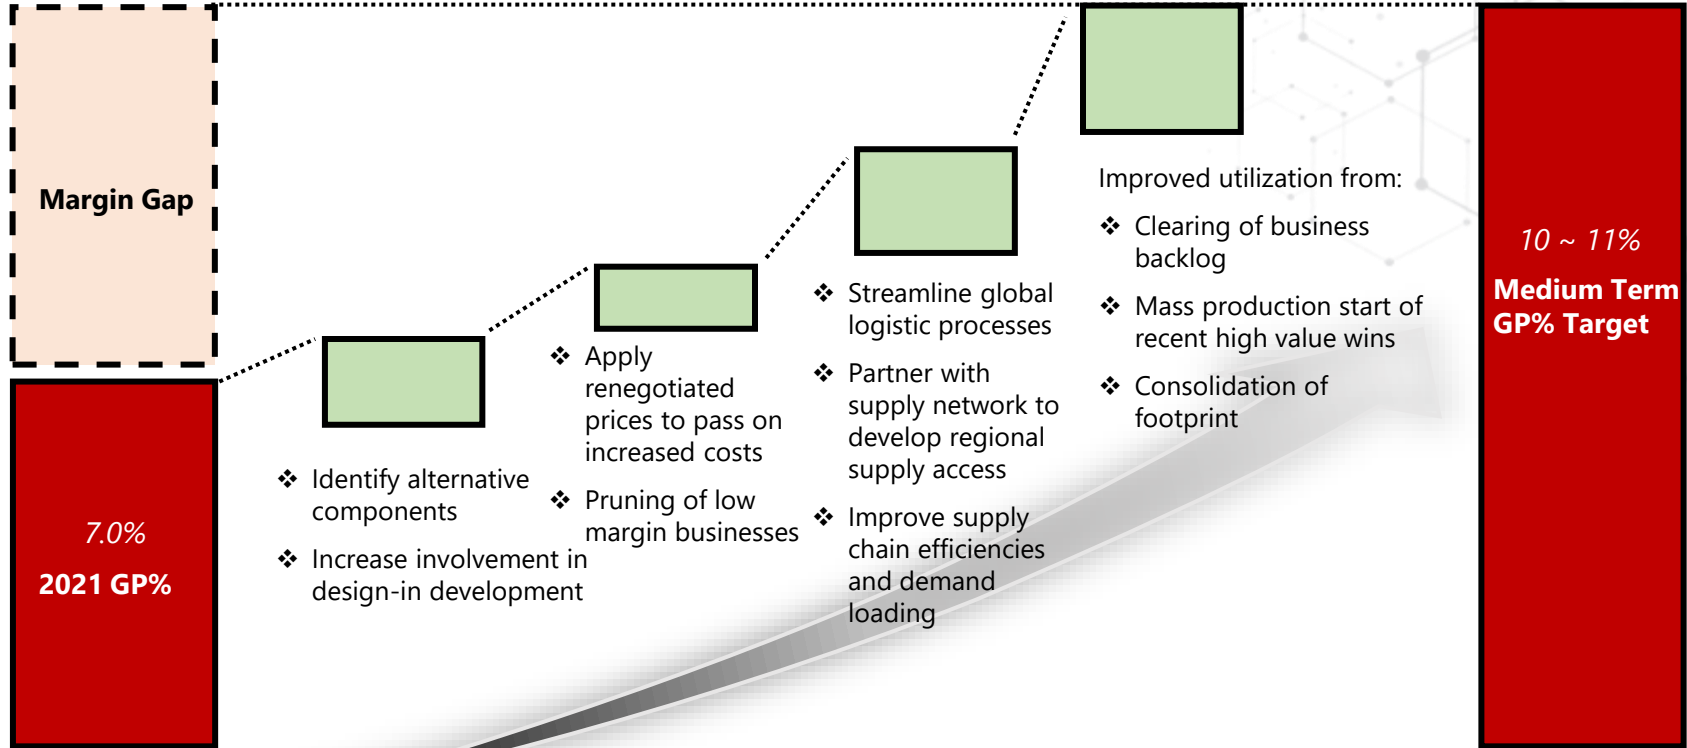 Margin Gap
7.0%
2021 GP%
❖ Identify alternative
components
❖ Increase involvement in
design-in development
❖ Apply
renegotiated
prices to pass on
increased costs
❖ Pruning of low
margin businesses
❖ Streamline global
logistic processes
❖ Partner with
supply network to
develop regional
supply access
❖ Improve supply
chain efficiencies
and demand
loading
Improved utilization from:
❖ Clearing of business
backlog
❖ Mass production start of
recent high value wins
❖ Consolidation of
footprint
10 ~ 11%
Medium Term
GP% Target